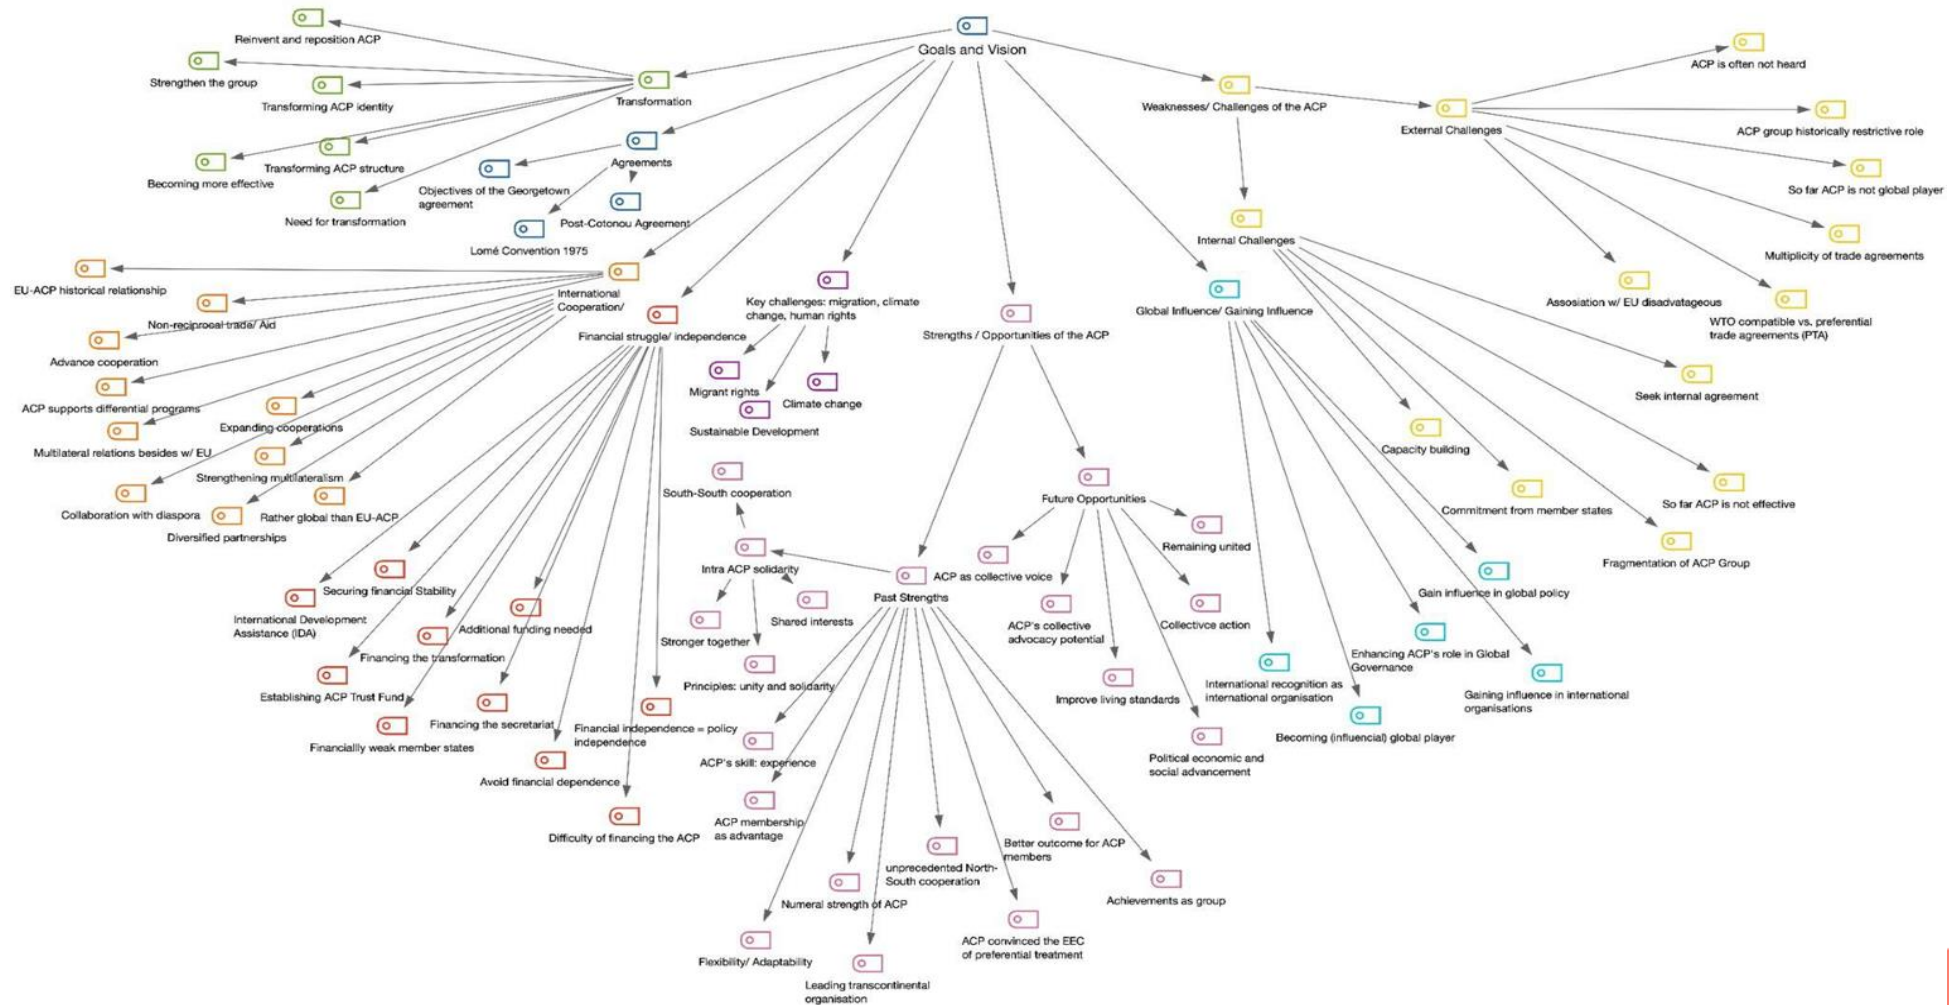 Goals and Vision
Reinvent and reposition ACP
Strengthen the group
Transforming ACP identity
Transformation
Becoming more effective
Transforming ACP structure
Need for transformation
Agreements
Objectives of the Georgetown
agreement
Post-Cotonou Agreement
Lomé Convention 1975
Weaknesses/ Challenges of the ACP
External Challenges
ACP is often not heard
ACP group historically restrictive role
So far ACP is not global player
Multiplicity of trade agreements
Assosiation w/ EU disadvatageous
WTO compatible vs. preferential
trade agreements (PTA)
Internal Challenges
Seek internal agreement
Capacity building
Commitment from member states
So far ACP is not effective
Fragmentation of ACP Group
International
Cooperation/
EU-ACP historical relationship
Non-reciprocal trade/ Aid
Advance cooperation
ACP supports differential programs
Multilateral relations besides w/ EU
Expanding cooperations
Strengthening multilateralism
Collaboration with diaspora
Diversified partnerships
Rather global than EU-ACP
Financial struggle/ independence
Securing financial Stability
International Development
Assistance (IDA)
Additional funding needed
Financing the transformation
Establishing ACP Trust Fund
Financing the secretariat
Financially weak member states
Financial independence = policy
independence
Avoid financial dependence
Difficulty of financing the ACP
Key challenges: migration, climate
change, human rights
Migrant rights
Climate change
Sustainable Development
Strengths / Opportunities of the ACP
South-South cooperation
Intra ACP solidarity
Stronger together
Shared interests
Principles: unity and solidarity
Past Strengths
ACP's skill: experience
ACP membership
as advantage
Numeral strength of ACP
Flexibility/ Adaptability
Leading transcontinental
organisation
unprecedented North-
South cooperation
ACP convinced the EEC
of preferential treatment
Better outcome for ACP
members
Achievements as group
Future Opportunities
Remaining united
ACP as collective voice
ACP's collective
advocacy potential
Collectivce action
Improve living standards
Political economic and
social advancement
Global Influence/ Gaining Influence
Gain influence in global policy
Enhancing ACP's role in Global
Governance
International recognition as
international organisation
Gaining influence in international
organisations
Becoming (influencial) global player